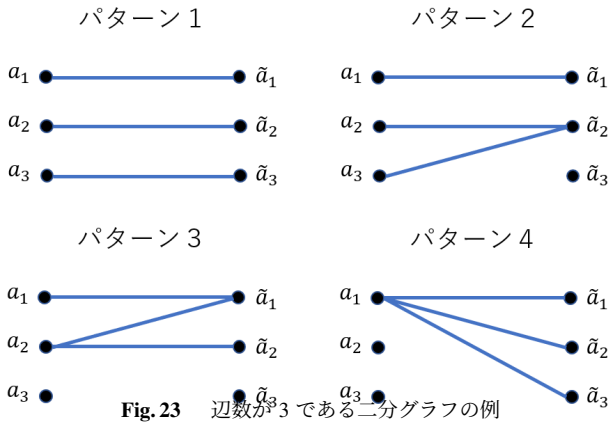 パターン1 パターン2
a₁ ã₁ a₁ ã₁
a₂ ã₂ a₂ ã₂
a₃ ã₃ a₃ ã₃
パターン3 パターン4
a₁ ã₁ a₁ ã₁
a₂ ã₂ a₂ ã₂
a₃ ã₃ a₃ ã₃
Fig. 23 辺数が 3 である二分グラフの例